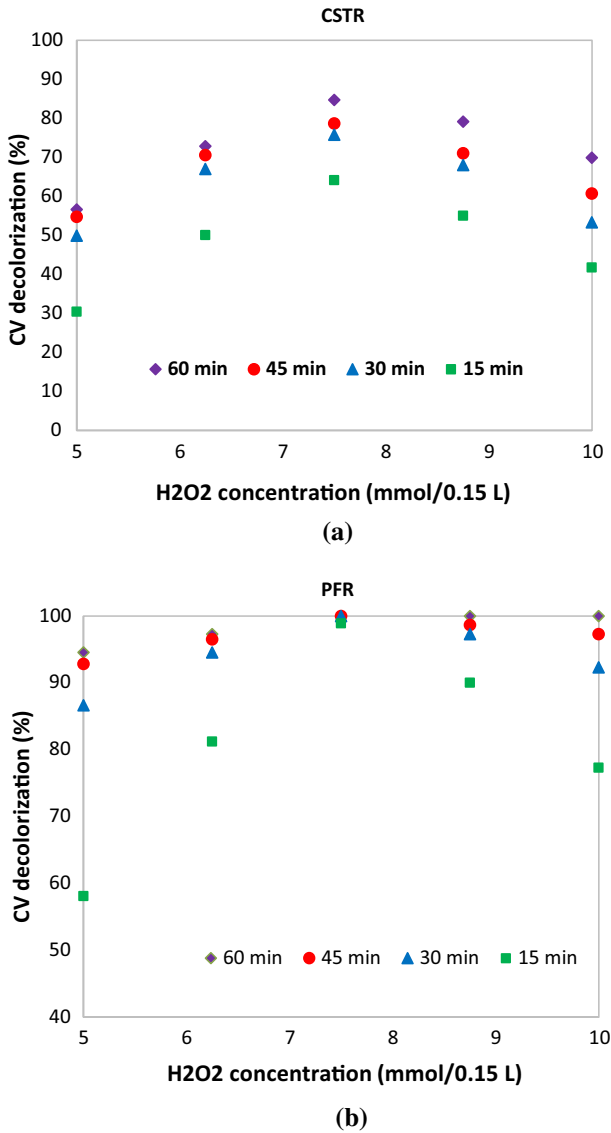 CSTR
100
90
80
70
60
50
40
30
20
10
0
CV decolorization (%)
60 min 45 min 30 min 15 min
5 6 7 8 9 10
H2O2 concentration (mmol/0.15 L)
(a)
PFR
100
90
80
70
60
50
40
CV decolorization (%)
60 min 45 min 30 min 15 min
5 6 7 8 9 10
H2O2 concentration (mmol/0.15 L)
(b)